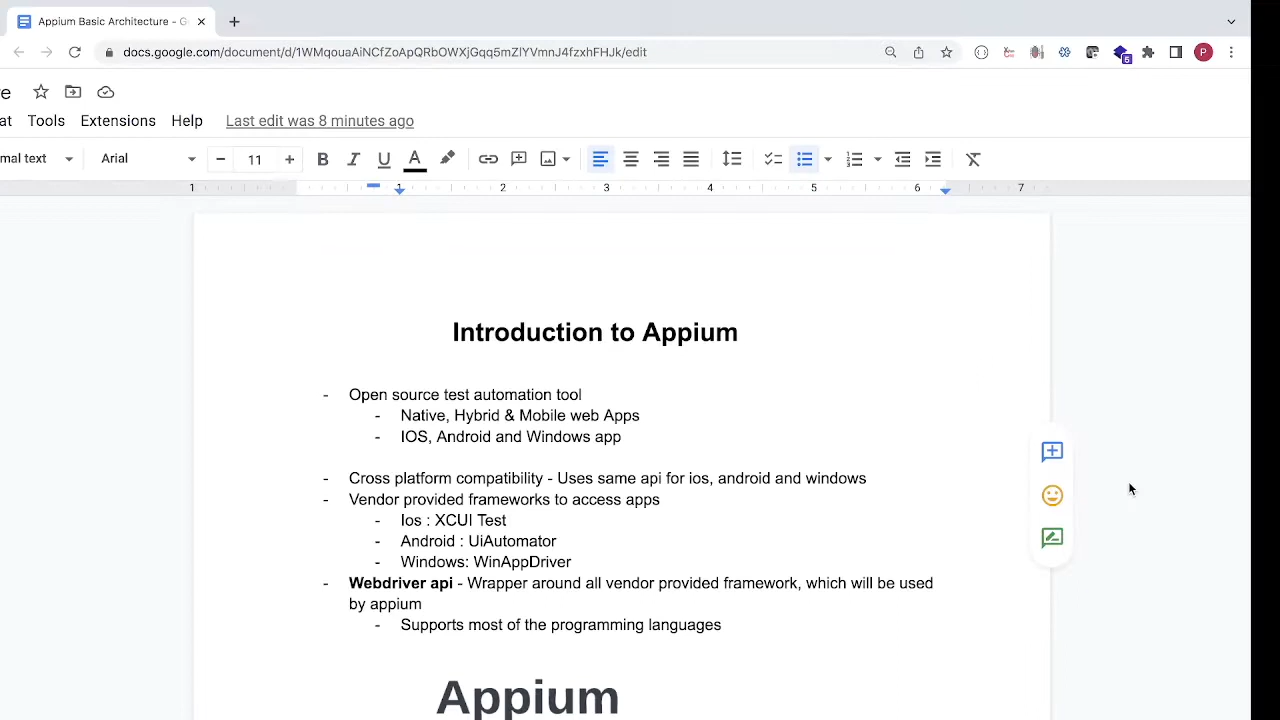 Appium Basic Architecture - G
docs.google.com/document/d/1WMqouaAiNCfZoApQRbOWXjGqq5mZlYVmnJ4fzxhFHJk/edit
5
P
e
at Tools Extensions Help Last edit was 8 minutes ago
mal text Arial 11
1 1 2 3 4 5 6 7
Introduction to Appium
- Open source test automation tool
- Native, Hybrid & Mobile web Apps
- IOS, Android and Windows app
- Cross platform compatibility - Uses same api for ios, android and windows
- Vendor provided frameworks to access apps
- Ios : XCUI Test
- Android : UiAutomator
- Windows: WinAppDriver
- Webdriver api - Wrapper around all vendor provided framework, which will be used
by appium
- Supports most of the programming languages
Appium